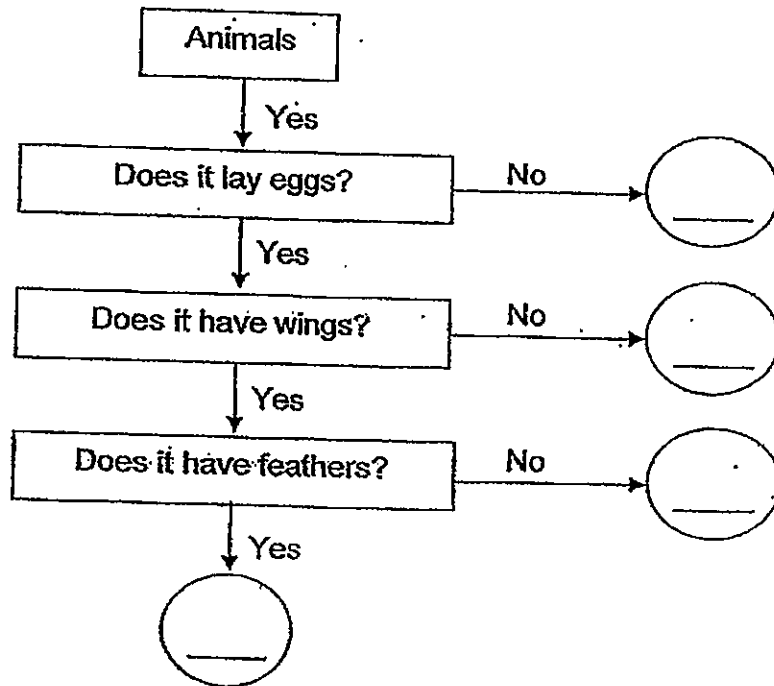 Animals
Yes
Does it lay eggs?
No
Yes
Does it have wings?
No
Yes
Does it have feathers?
No
Yes